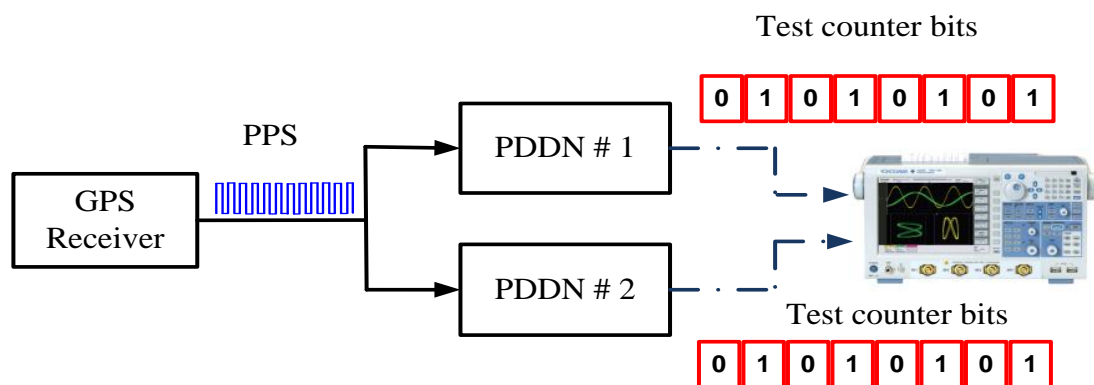 Test counter bits
0 1 0 1 0 1 0 1
PPS
PDDN # 1
GPS
Receiver
PDDN # 2
Test counter bits
0 1 0 1 0 1 0 1